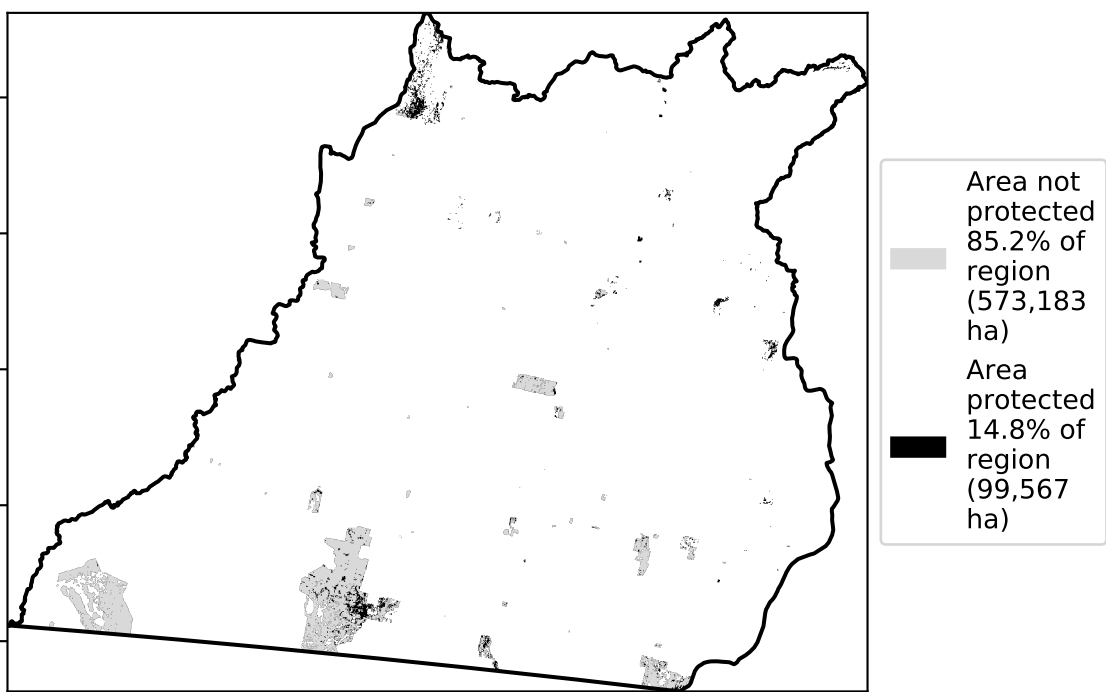 Area not
protected
85.2% of
region
(573,183
ha)
Area
protected
14.8% of
region
(99,567
ha)